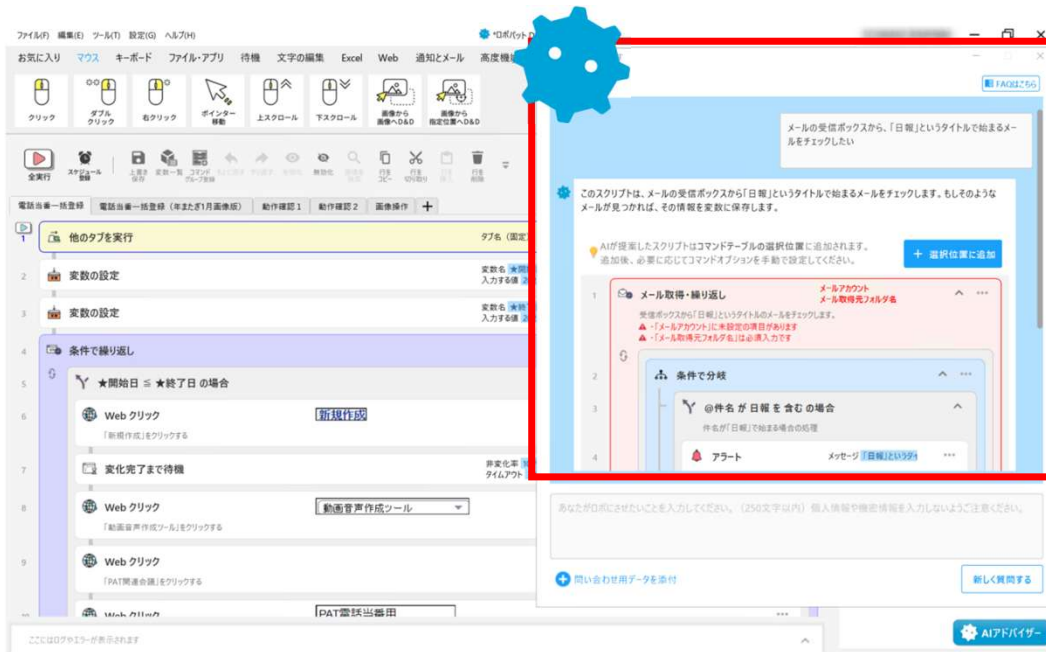 ファイル(F) 編集(E) ツール(T) 設定(G) ヘルプ(H)
お気に入り マウス キーボード ファイル・アプリ 待機 文字の編集 Excel Web 通知とメール
クリック
ダブル
クリック
右クリック
ポインター
移動
上スクロール
下スクロール
画像から
画像へD&D
画像から
指定位置へD&D
全実行
スケジュール
登録
上書き
保存
変数一覧
コマンド
グループ登録
無効化
行を
コピー
行を
切り取り
行を
削除
電話当番一括登録 電話当番一括登録(年またぎ1月画像版) 動作確認1 動作確認2 画像操作 +
1 他のタブを実行
2 変数の設定 変数名
入力する値
3 変数の設定 変数名
入力する値
4 条件で繰り返し
5 ★開始日 ≦ ★終了日 の場合
6 Web クリック 新規作成
「新規作成」をクリックする
7 変化完了まで待機 非変化率
タイムアウト
8 Web クリック 動画音声作成ツール
「動画音声作成ツール」をクリックする
9 Web クリック
「PAT関連会議」をクリックする
Web クリック PAT電話当番用
ここにはログやエラーが表示されます
FAQはこちら
メールの受信ボックスから、「日報」というタイトルで始まるメー
ルをチェックしたい
このスクリプトは、メールの受信ボックスから「日報」というタイトルで始まるメールをチェックします。もしそのような
メールが見つかれば、その情報を変数に保存します。
AIが提案したスクリプトはコマンドテーブルの選択位置に追加されます。
追加後、必要に応じてコマンドオプションを手動で設定してください。
+ 選択位置に追加
1 メール取得・繰り返し メールアカウント
メール取得元フォルダ名
受信ボックスから「日報」というタイトルのメールをチェックします。
・「メールアカウント」に未設定の項目があります
・「メール取得元フォルダ名」は必須入力です
2 条件で分岐
3 @件名 が 日報 を 含む の場合
件名が「日報」で始まる場合の処理
4 アラート メッセージ 「日報」という
あなたがロボにさせたいことを入力してください。(250文字以内) 個人情報や機密情報を入力しないようご注意ください。
問い合わせ用データを添付
新しく質問する
AIアドバイザー